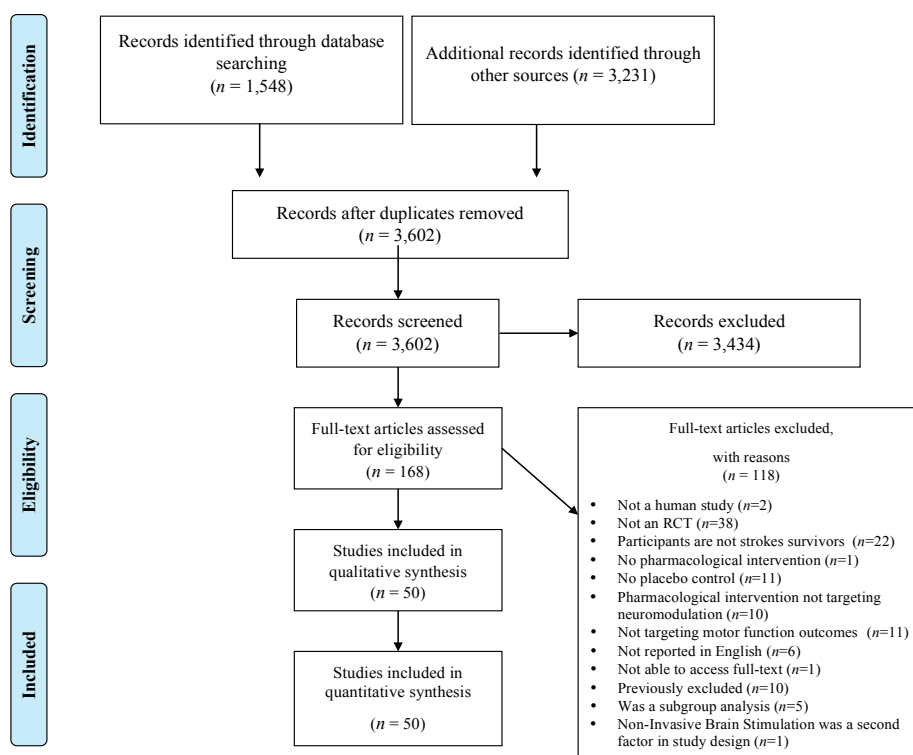 Identification
Records identified through database
searching
(n = 1,548)
Additional records identified through
other sources (n = 3,231)
Screening
Records after duplicates removed
(n = 3,602)
Records screened
(n = 3,602)
Records excluded
(n = 3,434)
Eligibility
Full-text articles assessed
for eligibility
(n = 168)
Full-text articles excluded,
with reasons
(n = 118)
• Not a human study (n=2)
• Not an RCT (n=38)
• Participants are not strokes survivors (n=22)
• No pharmacological intervention (n=1)
• No placebo control (n=11)
• Pharmacological intervention not targeting
neuromodulation (n=10)
• Not targeting motor function outcomes (n=11)
• Not reported in English (n=6)
• Not able to access full-text (n=1)
• Previously excluded (n=10)
• Was a subgroup analysis (n=5)
• Non-Invasive Brain Stimulation was a second
factor in study design (n=1)
Studies included in
qualitative synthesis
(n = 50)
Included
Studies included in
quantitative synthesis
(n = 50)